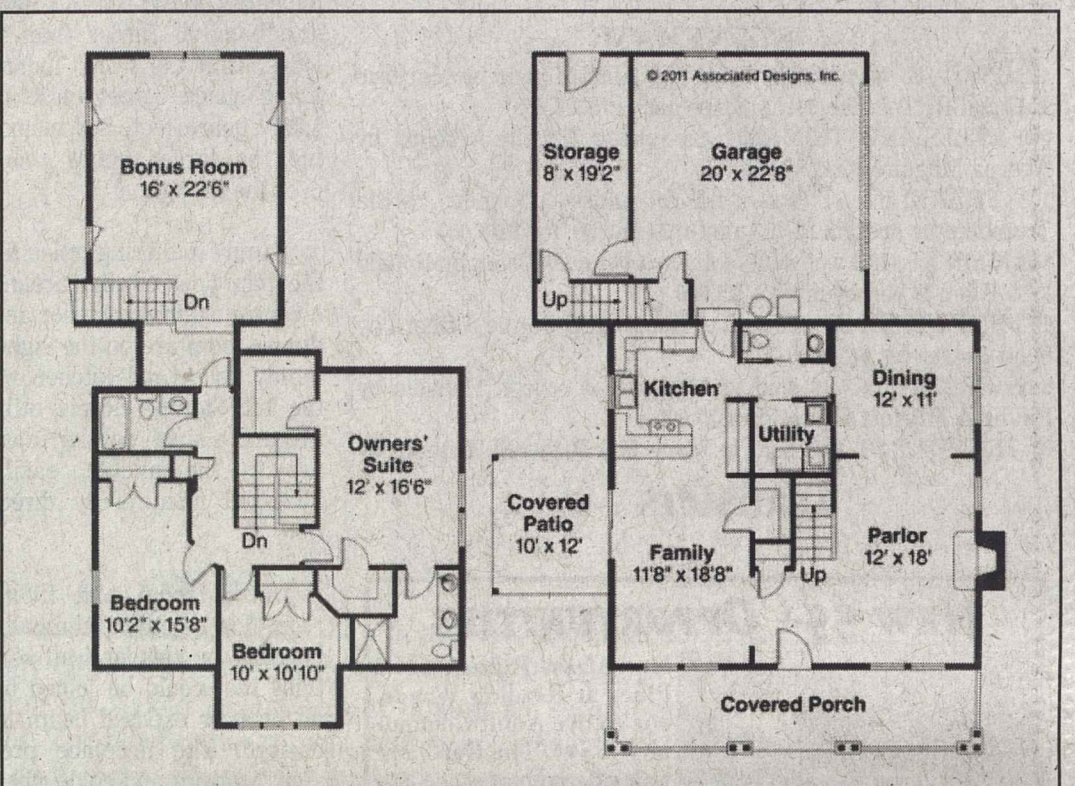 Bonus Room
16' x 22'6"
Dn
Owners'
Suite
12' x 16'6"
Dn
Bedroom
10'2" x 15'8"
Bedroom
10' x 10'10"
© 2011 Associated Designs, Inc.
Storage
8' x 19'2"
Garage
20' x 22'8"
Up
Kitchen
Dining
12' x 11'
Utility
Covered
Patio
10' x 12'
Family
11'8" x 18'8"
Up
Parlor
12' x 18'
Covered Porch